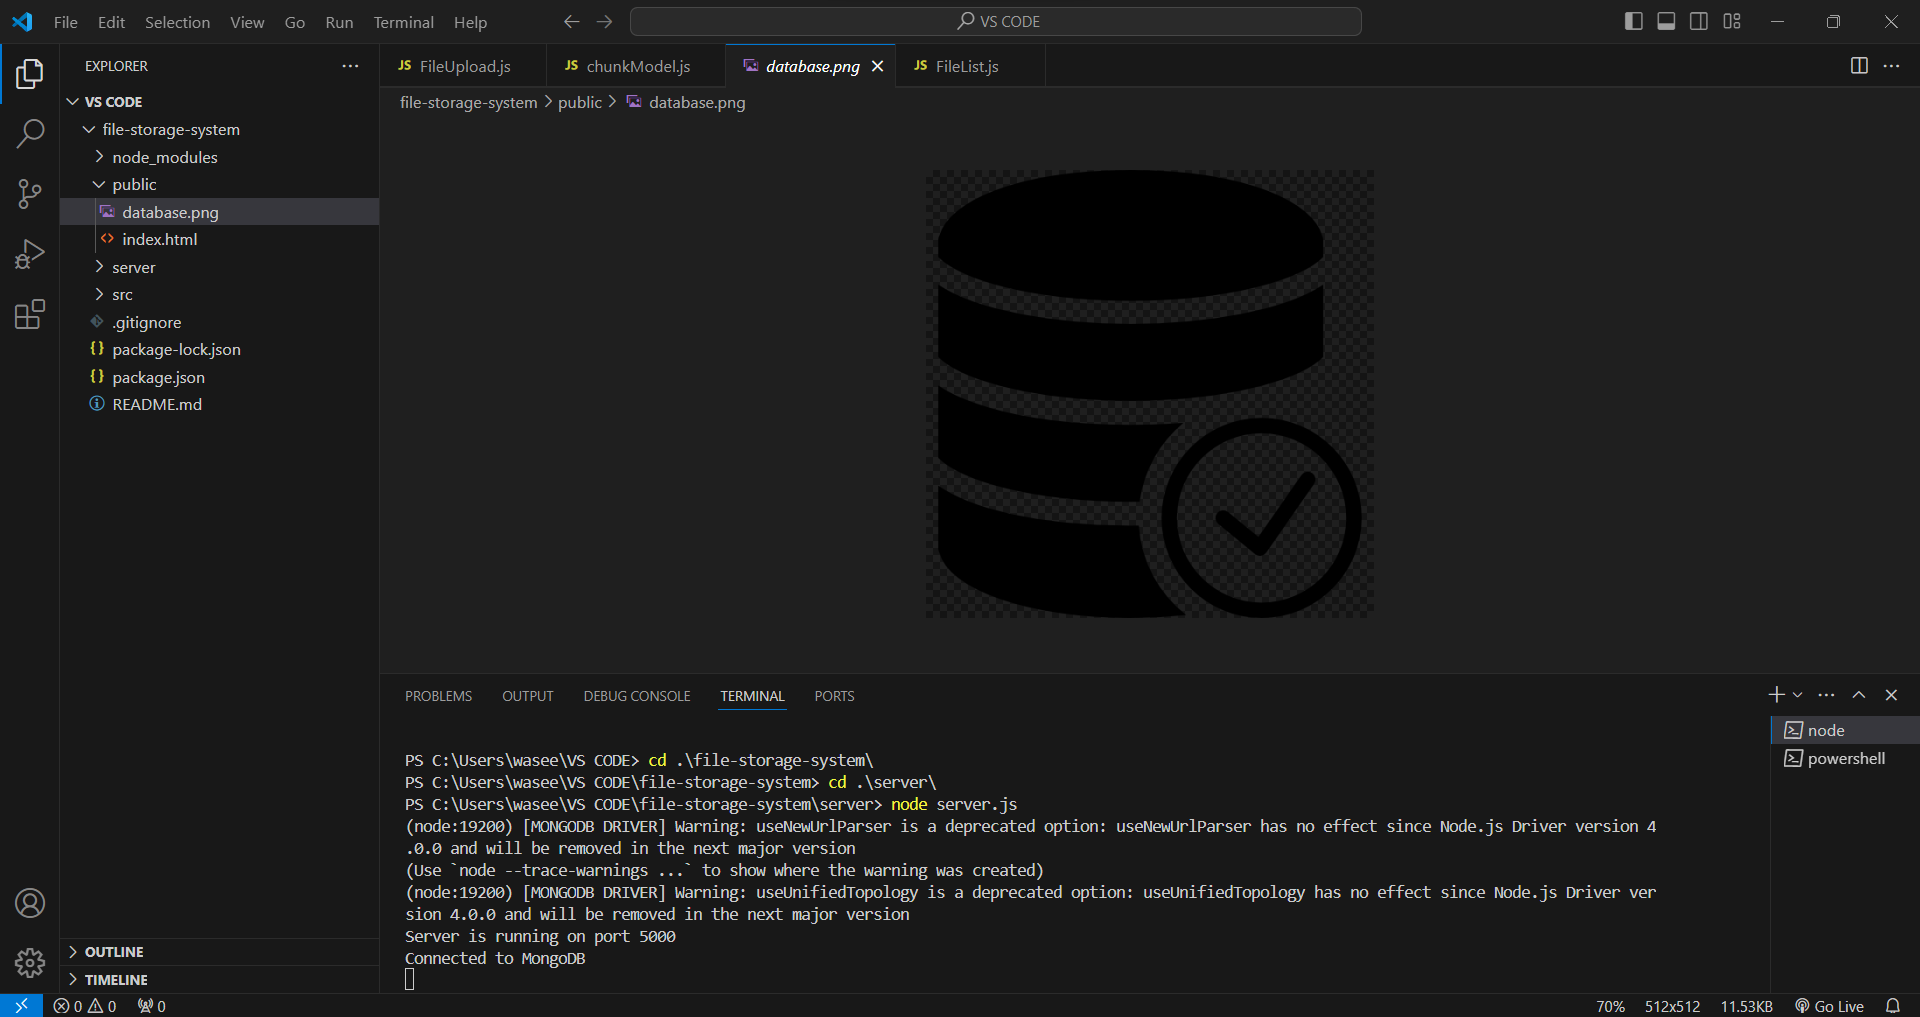 File Edit Selection View Go Run Terminal Help
VS CODE
EXPLORER
VS CODE
file-storage-system
node_modules
public
database.png
index.html
server
src
.gitignore
package-lock.json
package.json
README.md
OUTLINE
TIMELINE
JS FileUpload.js
JS chunkModel.js
database.png
JS FileList.js
file-storage-system > public > database.png
PROBLEMS OUTPUT DEBUG CONSOLE TERMINAL PORTS
PS C:\Users\wasee\VS CODE> cd .\file-storage-system\
PS C:\Users\wasee\VS CODE\file-storage-system> cd .\server\
PS C:\Users\wasee\VS CODE\file-storage-system\server> node server.js
(node:19200) [MONGODB DRIVER] Warning: useNewUrlParser is a deprecated option: useNewUrlParser has no effect since Node.js Driver version 4
.0.0 and will be removed in the next major version
(Use `node --trace-warnings ...` to show where the warning was created)
(node:19200) [MONGODB DRIVER] Warning: useUnifiedTopology is a deprecated option: useUnifiedTopology has no effect since Node.js Driver ver
sion 4.0.0 and will be removed in the next major version
Server is running on port 5000
Connected to MongoDB
node
powershell
0 0 0
70% 512x512 11.53KB Go Live